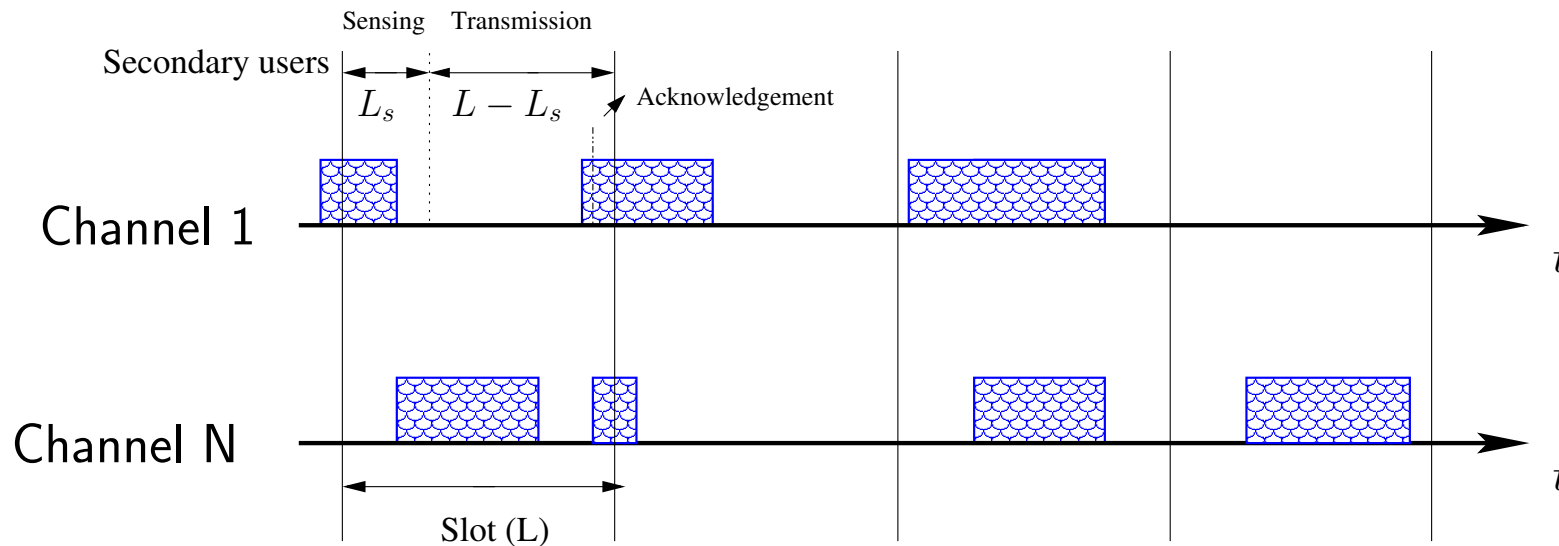 Sensing Transmission
Secondary users
L_s L − L_s
Acknowledgement
Channel 1
t
Channel N
t
Slot (L)